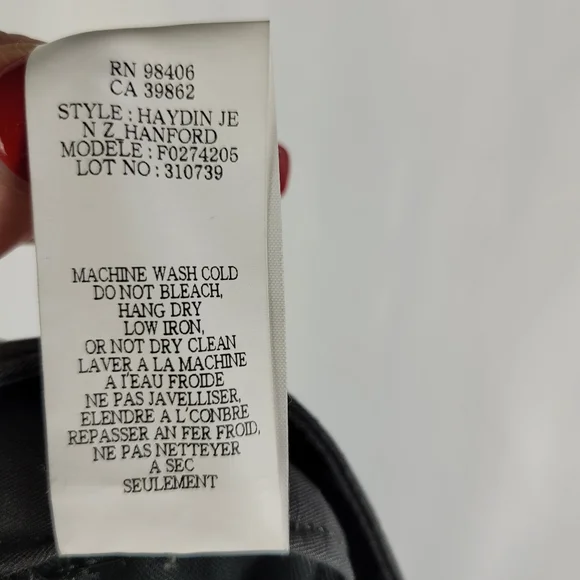 RN 98406
CA 39862
STYLE : HAYDIN JE
N Z_HANFORD
MODELE : F0274205
LOT NO : 310739
MACHINE WASH COLD
DO NOT BLEACH,
HANG DRY
LOW IRON,
OR NOT DRY CLEAN
LAVER A LA MACHINE
A I'EAU FROIDE
NE PAS JAVELLISER,
ELENDRE A L'CONBRE
REPASSER AN FER FROID,
NE PAS NETTEYER
A SEC
SEULEMENT